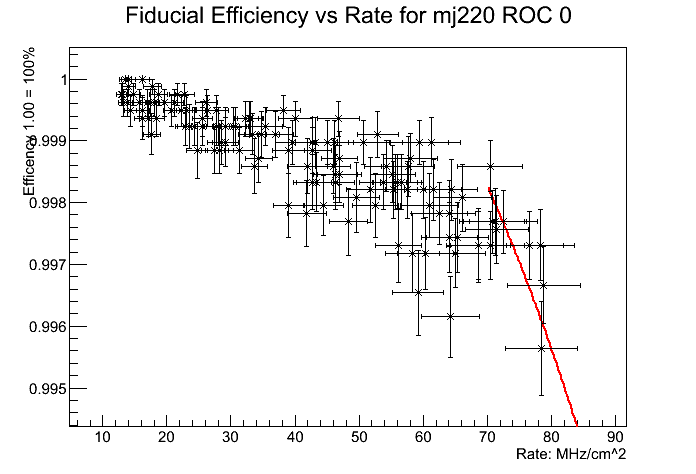 Fiducial Efficiency vs Rate for mj220 ROC 0
Efficency 1.00 = 100%
1
0.999
0.998
0.997
0.996
0.995
10 20 30 40 50 60 70 80 90
Rate: MHz/cm^2